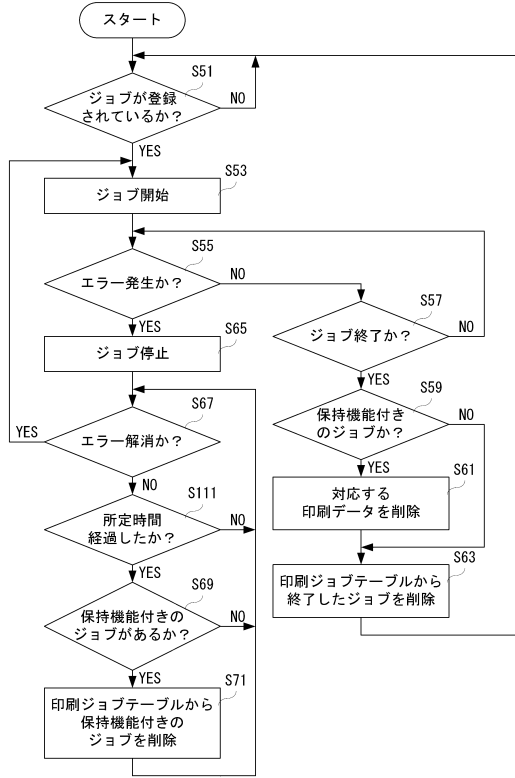 スタート
S51
ジョブが登録
されているか？
NO
YES
S53
ジョブ開始
S55
エラー発生か？
NO
YES
S57
ジョブ終了か？
NO
YES
S65
ジョブ停止
S59
保持機能付き
のジョブか？
NO
YES
S67
YES
エラー解消か？
NO
S61
対応する
印刷データを削除
S111
所定時間
経過したか？
NO
YES
S63
印刷ジョブテーブルから
終了したジョブを削除
S69
保持機能付きの
ジョブがあるか？
NO
YES
S71
印刷ジョブテーブルから
保持機能付きの
ジョブを削除